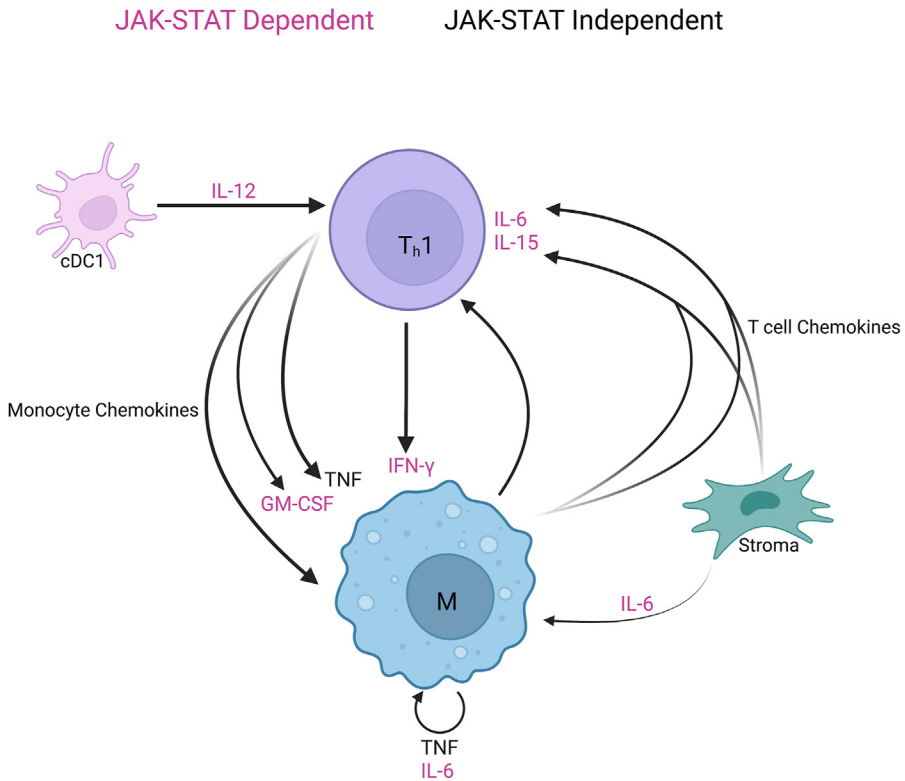 JAK-STAT Dependent
JAK-STAT Independent
IL-12
cDC1
Tₕ1
IL-6
IL-15
T cell Chemokines
Monocyte Chemokines
IFN-γ
TNF
GM-CSF
M
Stroma
IL-6
TNF
IL-6